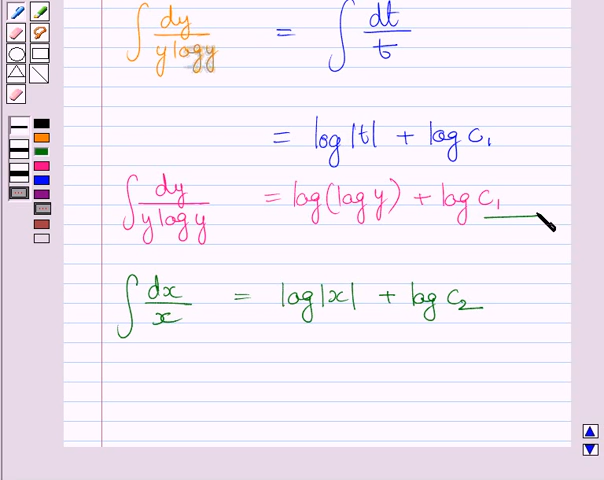 ∫ dy/(y log y) = ∫ dt/t
= log|t| + log c₁
∫ dy/(y log y) = log(log y) + log c₁
∫ dx/x = log|x| + log c₂